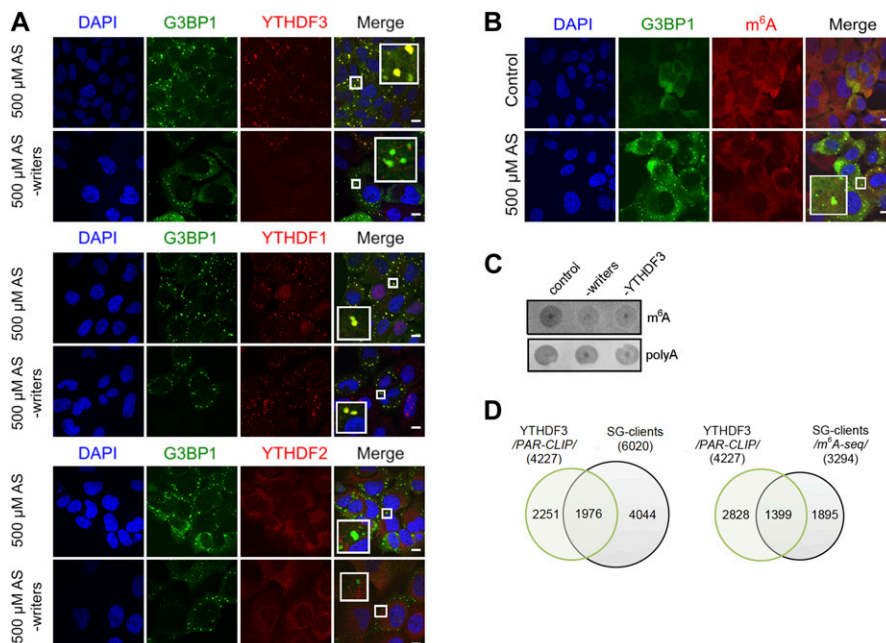 A
DAPI G3BP1 YTHDF3 Merge
500 µM AS
500 µM AS
-writers
DAPI G3BP1 YTHDF1 Merge
500 µM AS
500 µM AS
-writers
DAPI G3BP1 YTHDF2 Merge
500 µM AS
500 µM AS
-writers
B
DAPI G3BP1 m⁶A Merge
Control
500 µM AS
C
control -writers -YTHDF3
m⁶A
polyA
D
YTHDF3
/PAR-CLIP/
(4227)
SG-clients
(6020)
2251 1976 4044
YTHDF3
/PAR-CLIP/
(4227)
SG-clients
/m⁶A-seq/
(3294)
2828 1399 1895